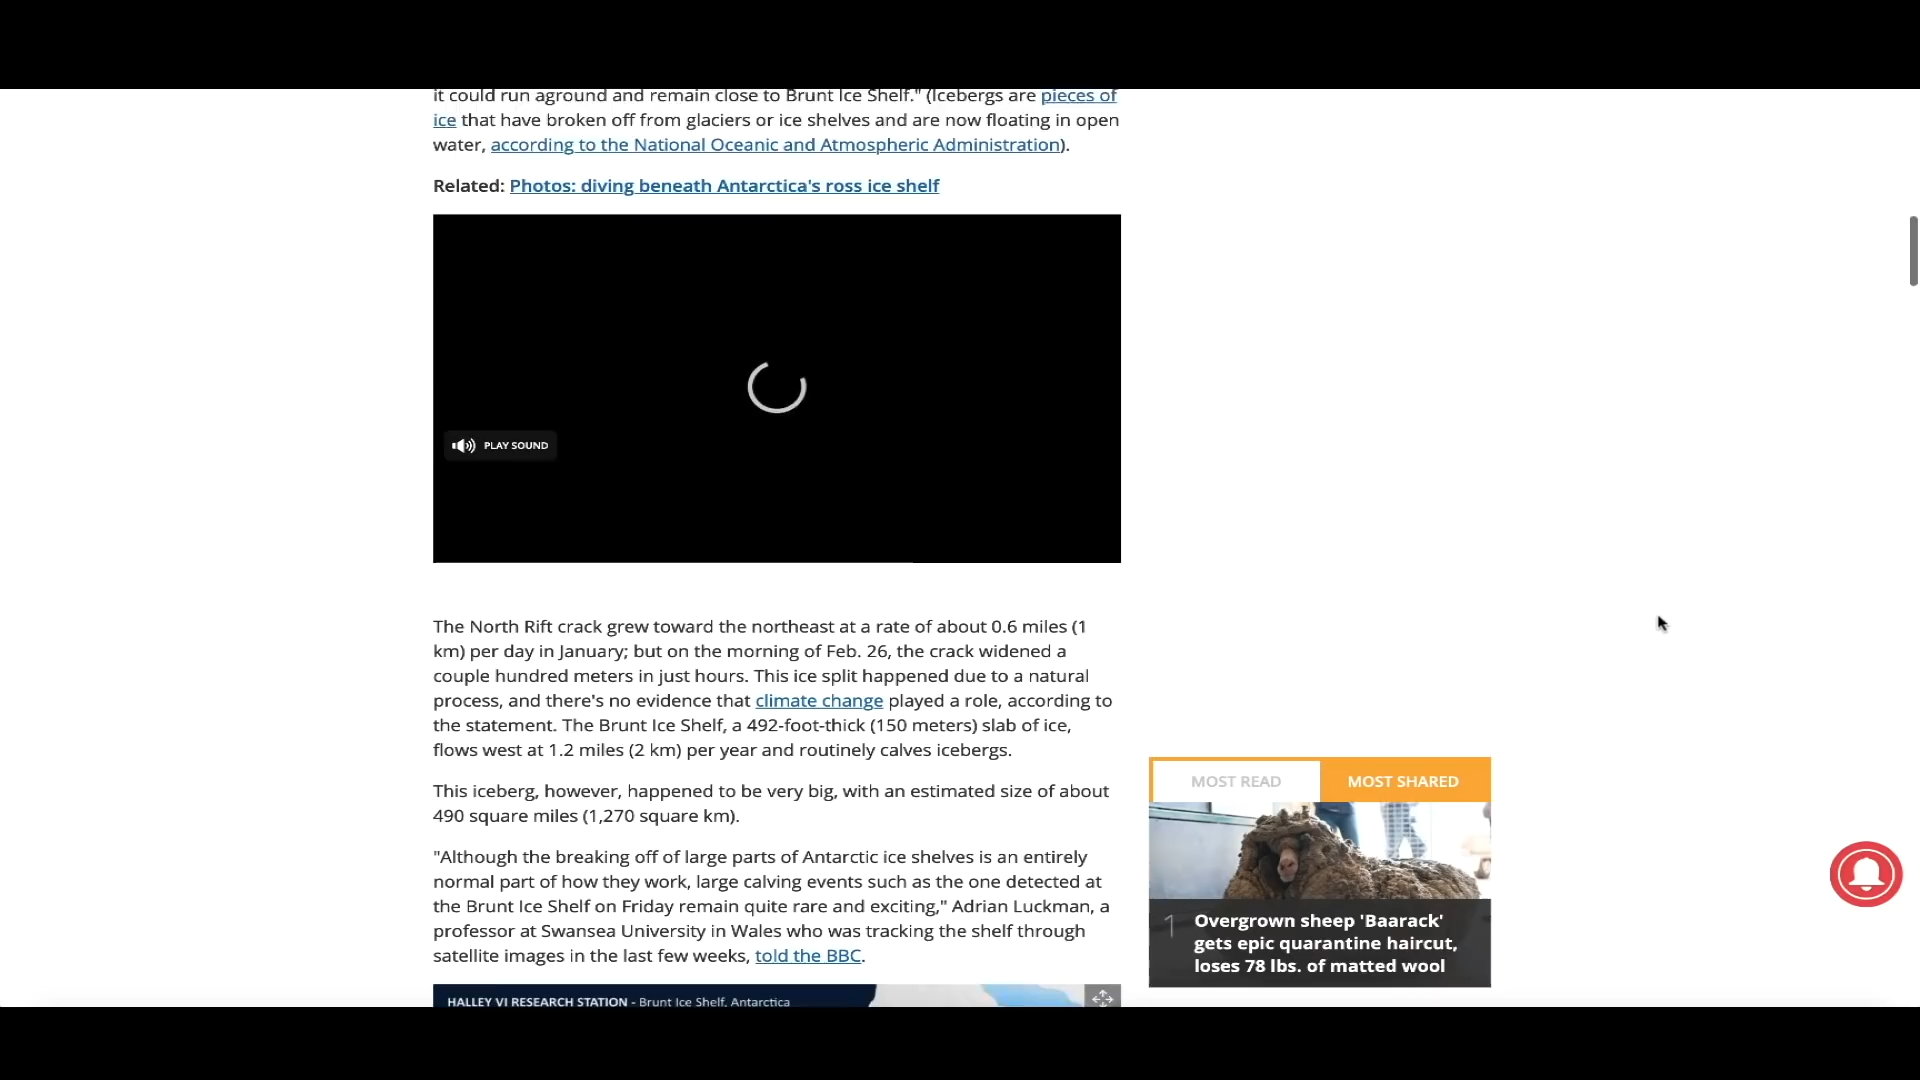 it could run aground and remain close to Brunt Ice Shelf." (Icebergs are pieces of
ice that have broken off from glaciers or ice shelves and are now floating in open
water, according to the National Oceanic and Atmospheric Administration).
Related: Photos: diving beneath Antarctica's ross ice shelf
PLAY SOUND
The North Rift crack grew toward the northeast at a rate of about 0.6 miles (1
km) per day in January; but on the morning of Feb. 26, the crack widened a
couple hundred meters in just hours. This ice split happened due to a natural
process, and there's no evidence that climate change played a role, according to
the statement. The Brunt Ice Shelf, a 492-foot-thick (150 meters) slab of ice,
flows west at 1.2 miles (2 km) per year and routinely calves icebergs.
This iceberg, however, happened to be very big, with an estimated size of about
490 square miles (1,270 square km).
"Although the breaking off of large parts of Antarctic ice shelves is an entirely
normal part of how they work, large calving events such as the one detected at
the Brunt Ice Shelf on Friday remain quite rare and exciting," Adrian Luckman, a
professor at Swansea University in Wales who was tracking the shelf through
satellite images in the last few weeks, told the BBC.
HALLEY VI RESEARCH STATION - Brunt Ice Shelf, Antarctica
MOST READ
MOST SHARED
1
Overgrown sheep 'Baarack'
gets epic quarantine haircut,
loses 78 lbs. of matted wool